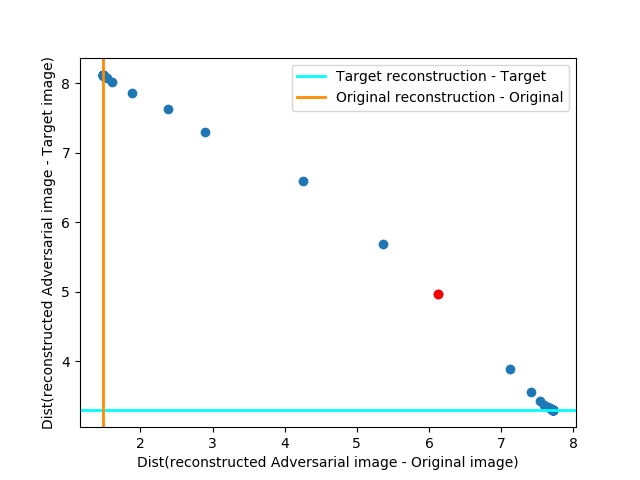 Target reconstruction - Target
Original reconstruction - Original
Dist(reconstructed Adversarial image - Target image)
8
7
6
5
4
2 3 4 5 6 7 8
Dist(reconstructed Adversarial image - Original image)